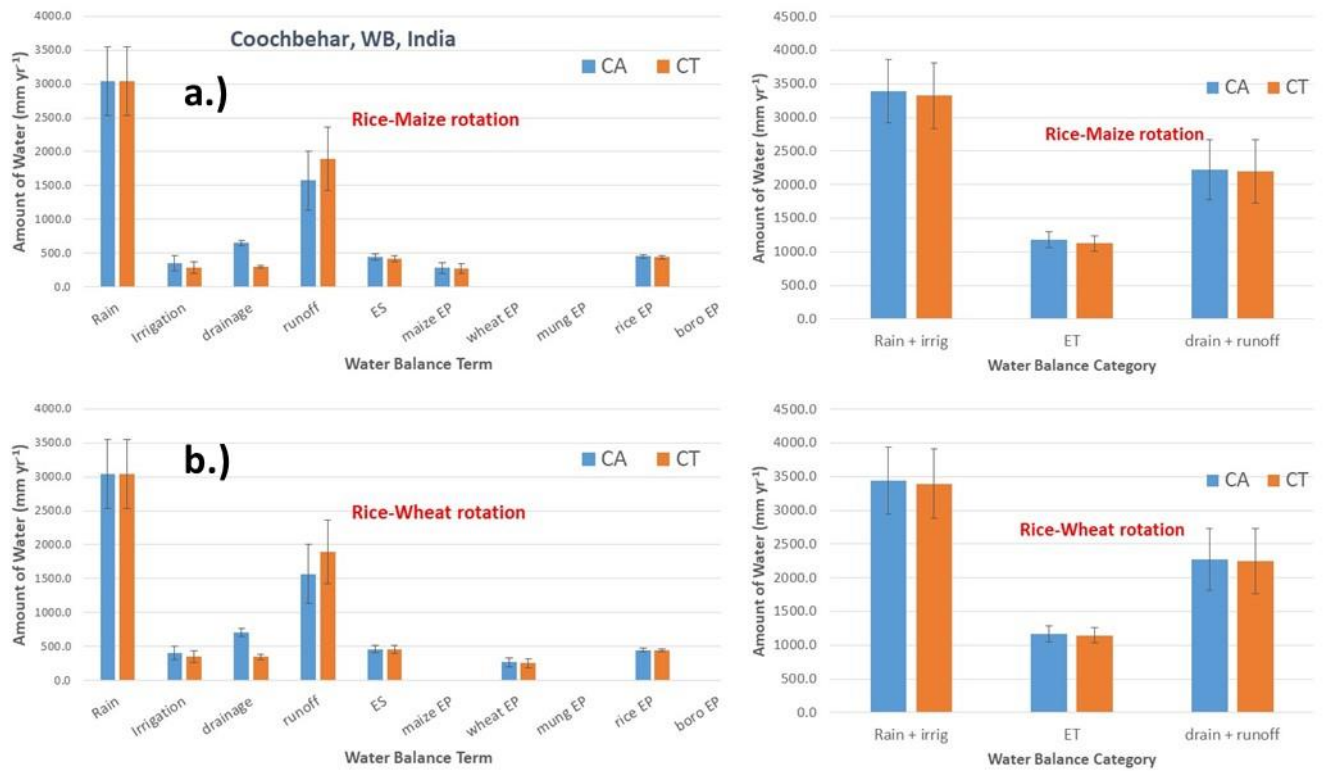 Coochbehar, WB, India
a.)
CA CT
Rice-Maize rotation
Amount of Water (mm yr-1)
4000.0
3500.0
3000.0
2500.0
2000.0
1500.0
1000.0
500.0
0.0
Rain Irrigation drainage runoff ES maize EP wheat EP mung EP rice EP boro EP
Water Balance Term
CA CT
Rice-Maize rotation
Amount of Water (mm yr-1)
4500.0
4000.0
3500.0
3000.0
2500.0
2000.0
1500.0
1000.0
500.0
0.0
Rain + irrig ET drain + runoff
Water Balance Category
b.)
CA CT
Rice-Wheat rotation
Amount of Water (mm yr-1)
4000.0
3500.0
3000.0
2500.0
2000.0
1500.0
1000.0
500.0
0.0
Rain Irrigation drainage runoff ES maize EP wheat EP mung EP rice EP boro EP
Water Balance Term
CA CT
Rice-Wheat rotation
Amount of Water (mm yr-1)
4500.0
4000.0
3500.0
3000.0
2500.0
2000.0
1500.0
1000.0
500.0
0.0
Rain + irrig ET drain + runoff
Water Balance Category